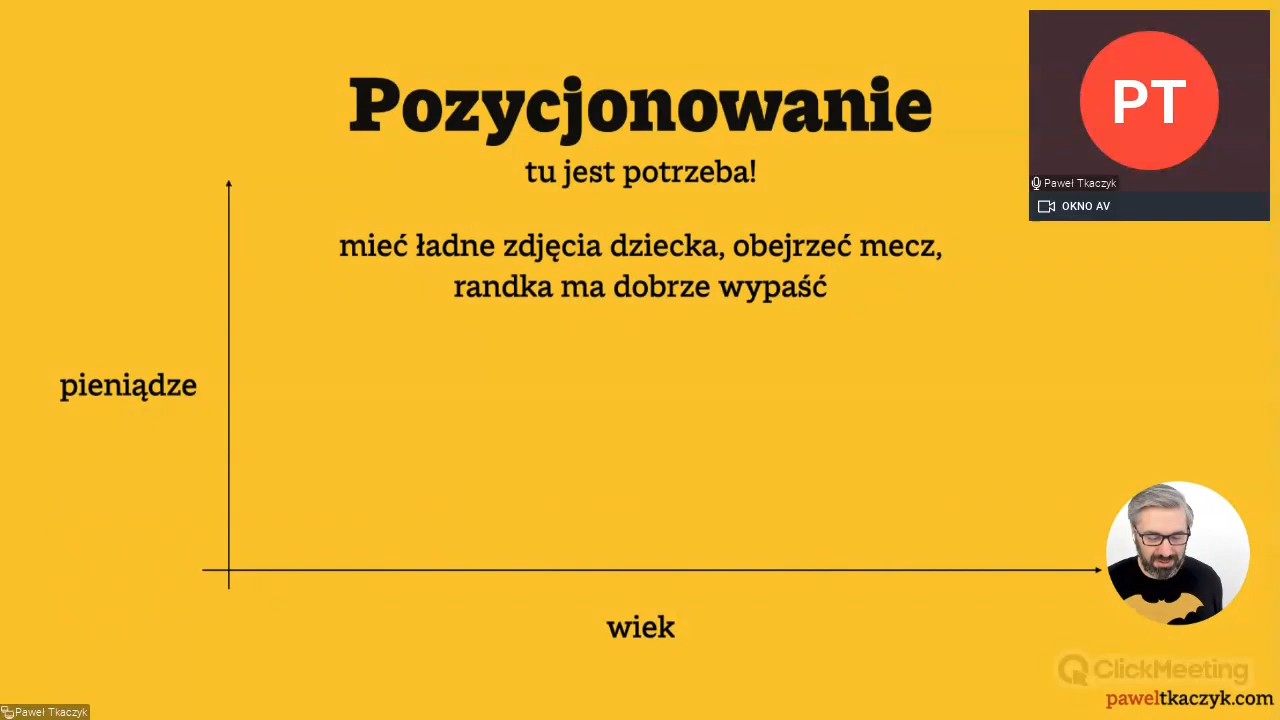 Pozycjonowanie
tu jest potrzeba!
mieć ładne zdjęcia dziecka, obejrzeć mecz,
randka ma dobrze wypaść
pieniądze
wiek
PT
Paweł Tkaczyk
OKNO AV
ClickMeeting
paweltkaczyk.com
Paweł Tkaczyk